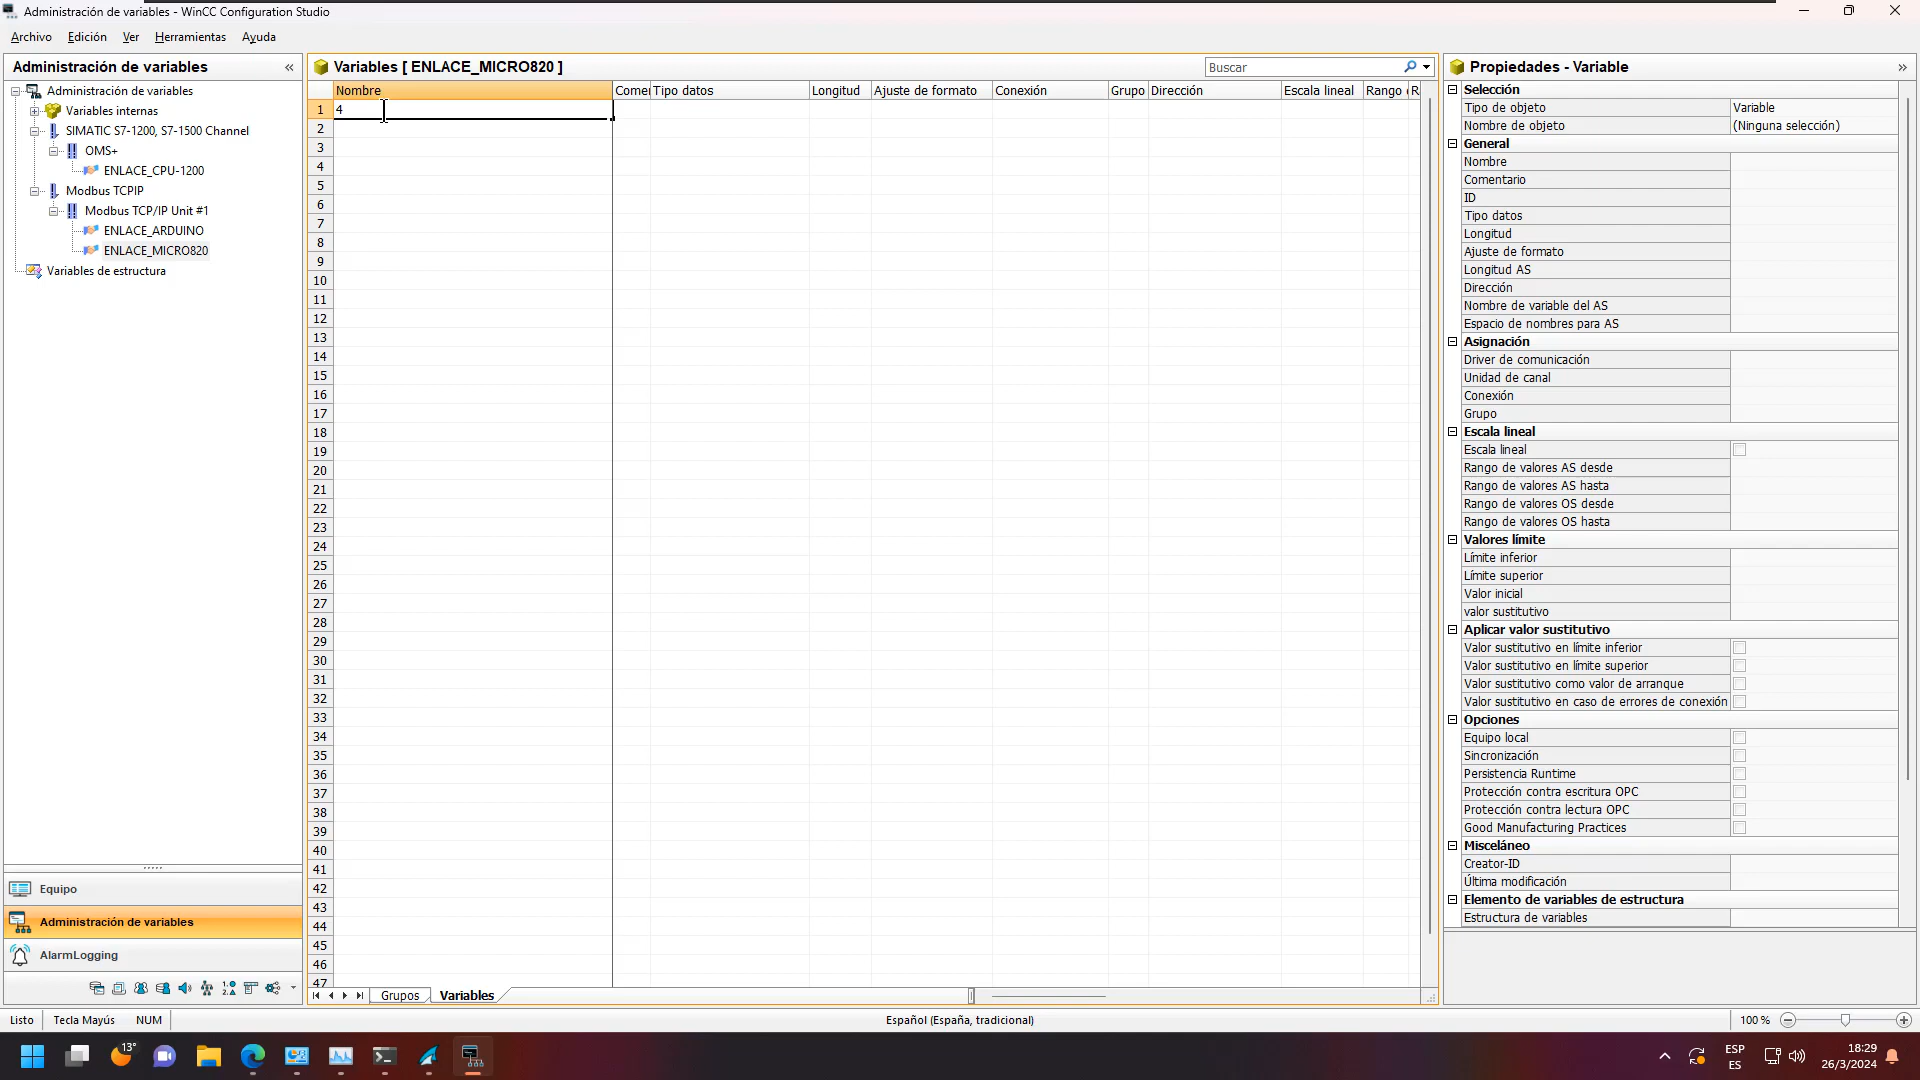 Administración de variables - WinCC Configuration Studio
Archivo Edición Ver Herramientas Ayuda
Administración de variables «
Administración de variables
Variables internas
SIMATIC S7-1200, S7-1500 Channel
OMS+
ENLACE_CPU-1200
Modbus TCPIP
Modbus TCP/IP Unit #1
ENLACE_ARDUINO
ENLACE_MICRO820
Variables de estructura
Equipo
Administración de variables
AlarmLogging
Variables [ ENLACE_MICRO820 ] Buscar
Nombre Comer Tipo datos Longitud Ajuste de formato Conexión Grupo Dirección Escala lineal Rango R
1 4
2
3
4
5
6
7
8
9
10
11
12
13
14
15
16
17
18
19
20
21
22
23
24
25
26
27
28
29
30
31
32
33
34
35
36
37
38
39
40
41
42
43
44
45
46
47
Grupos Variables
Propiedades - Variable »
Selección
Tipo de objeto Variable
Nombre de objeto (Ninguna selección)
General
Nombre
Comentario
ID
Tipo datos
Longitud
Ajuste de formato
Longitud AS
Dirección
Nombre de variable del AS
Espacio de nombres para AS
Asignación
Driver de comunicación
Unidad de canal
Conexión
Grupo
Escala lineal
Escala lineal
Rango de valores AS desde
Rango de valores AS hasta
Rango de valores OS desde
Rango de valores OS hasta
Valores límite
Límite inferior
Límite superior
Valor inicial
valor sustitutivo
Aplicar valor sustitutivo
Valor sustitutivo en límite inferior
Valor sustitutivo en límite superior
Valor sustitutivo como valor de arranque
Valor sustitutivo en caso de errores de conexión
Opciones
Equipo local
Sincronización
Persistencia Runtime
Protección contra escritura OPC
Protección contra lectura OPC
Good Manufacturing Practices
Misceláneo
Creator-ID
Última modificación
Elemento de variables de estructura
Estructura de variables
Listo Tecla Mayús NUM Español (España, tradicional) 100 %
13° ESP
ES
18:29
26/3/2024